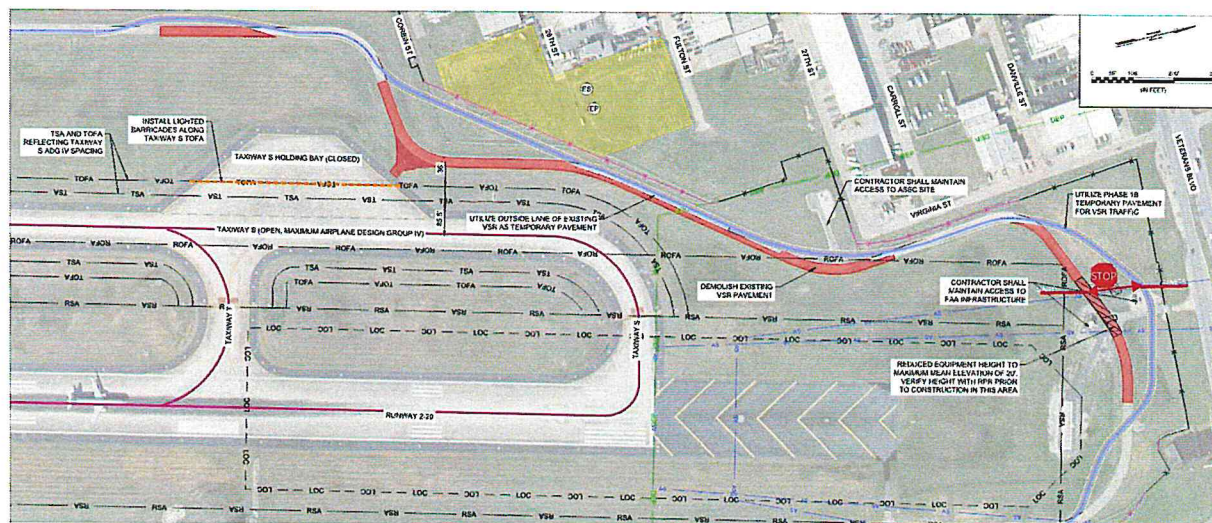 CORBIN ST
28TH ST
FULTON ST
27TH ST
CARROLL ST
DANVILLE ST
VETERANS BLVD
(IN FEET)
FS
EP
TSA AND TOFA
REFLECTING TAXIWAY
S ADG IV SPACING
INSTALL LIGHTED
BARRICADES ALONG
TAXIWAY S TOFA
TAXIWAY S HOLDING BAY (CLOSED)
CONTRACTOR SHALL MAINTAIN
ACCESS TO ASSC SITE
VIRGINIA ST
UTILIZE PHASE 1B
TEMPORARY PAVEMENT
FOR VSR TRAFFIC
UTILIZE OUTSIDE LANE OF EXISTING
VSR AS TEMPORARY PAVEMENT
TAXIWAY S (OPEN, MAXIMUM AIRPLANE DESIGN GROUP IV)
DEMOLISH EXISTING
VSR PAVEMENT
STOP
CONTRACTOR SHALL
MAINTAIN ACCESS TO
FAA INFRASTRUCTURE
TAXIWAY T
TAXIWAY S
REDUCED EQUIPMENT HEIGHT TO
MAXIMUM MEAN ELEVATION OF 20'.
VERIFY HEIGHT WITH RPR PRIOR
TO CONSTRUCTION IN THIS AREA
RUNWAY 2-20
TOFA
TSA
ROFA
RSA
LOC